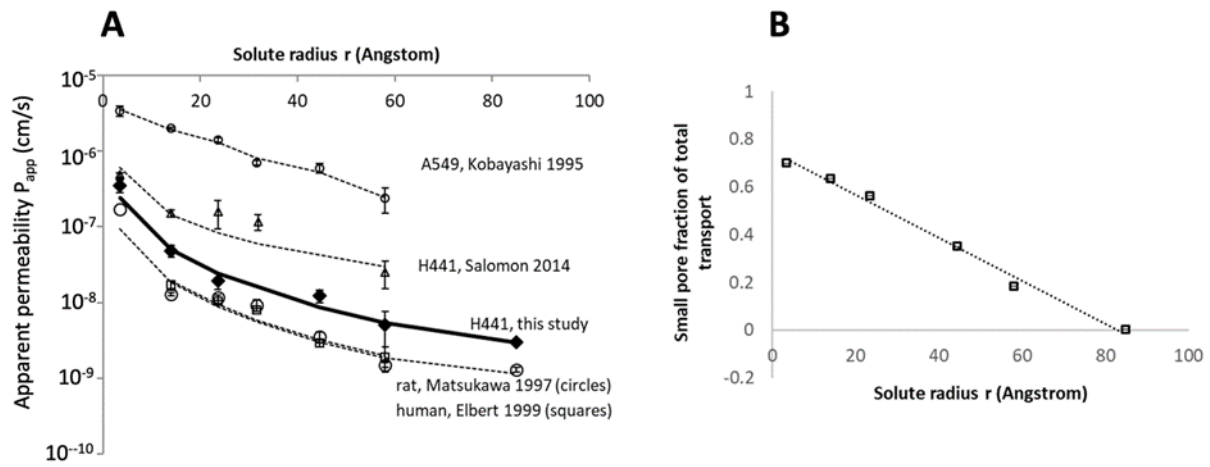 A
Solute radius r (Angstom)
10-5
0 20 40 60 80 100
10-6
10-7
10-8
10-9
10--10
Apparent permeability Papp (cm/s)
A549, Kobayashi 1995
H441, Salomon 2014
H441, this study
rat, Matsukawa 1997 (circles)
human, Elbert 1999 (squares)
B
Small pore fraction of total
transport
1
0.8
0.6
0.4
0.2
0
-0.2
0 20 40 60 80 100
Solute radius r (Angstrom)